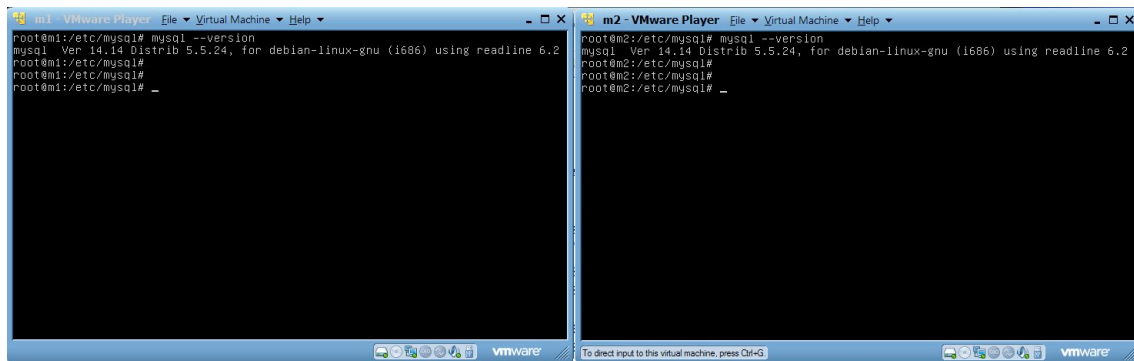 m1 - VMware Player File Virtual Machine Help
root@m1:/etc/mysql# mysql --version
mysql  Ver 14.14 Distrib 5.5.24, for debian-linux-gnu (i686) using readline 6.2
root@m1:/etc/mysql#
root@m1:/etc/mysql#
root@m1:/etc/mysql# _
vmware
m2 - VMware Player File Virtual Machine Help
root@m2:/etc/mysql# mysql --version
mysql  Ver 14.14 Distrib 5.5.24, for debian-linux-gnu (i686) using readline 6.2
root@m2:/etc/mysql#
root@m2:/etc/mysql#
root@m2:/etc/mysql# _
To direct input to this virtual machine, press Ctrl+G.
vmware